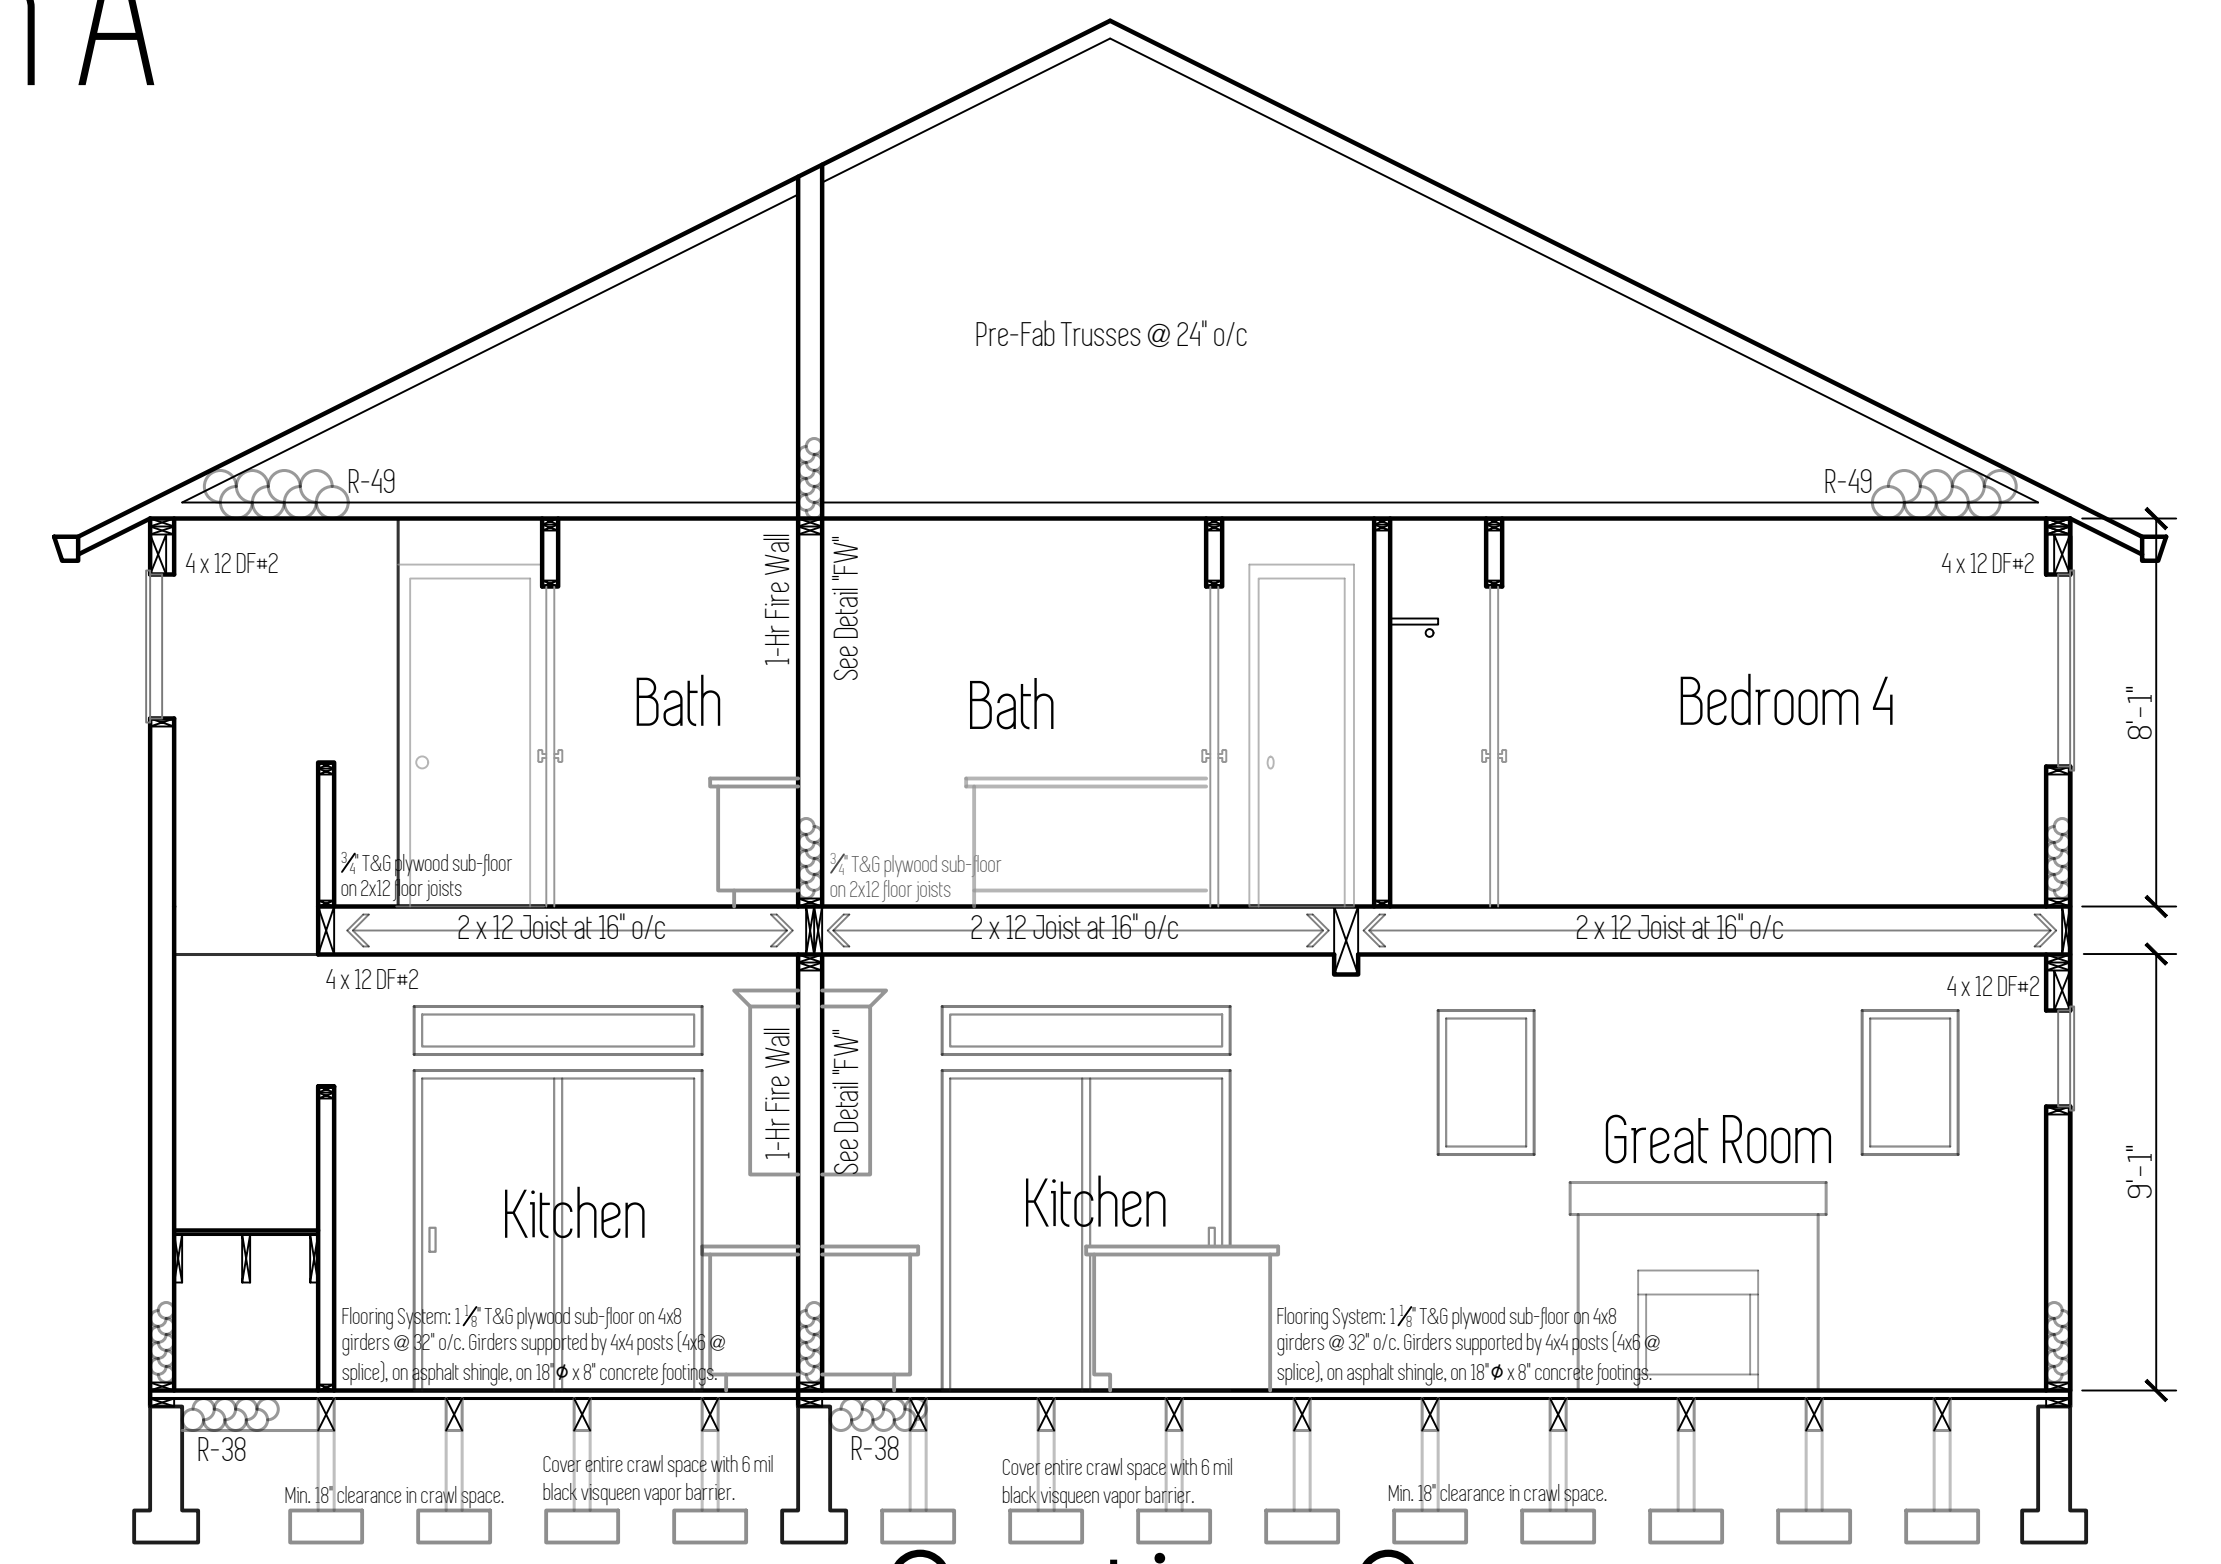 A
Pre-Fab Trusses @ 24" o/c
R-49
R-49
4 x 12 DF#2
4 x 12 DF#2
1-Hr Fire Wall
See Detail "FW"
Bath
Bath
Bedroom 4
8'-1"
3/4" T&G plywood sub-floor
on 2x12 floor joists
3/4" T&G plywood sub-floor
on 2x12 floor joists
2 x 12 Joist at 16" o/c
2 x 12 Joist at 16" o/c
2 x 12 Joist at 16" o/c
4 x 12 DF#2
4 x 12 DF#2
1-Hr Fire Wall
See Detail "FW"
Kitchen
Kitchen
Great Room
9'-1"
Flooring System: 1 1/8" T&G plywood sub-floor on 4x8
girders @ 32" o/c. Girders supported by 4x4 posts (4x6 @
splice), on asphalt shingle, on 18" ø x 8" concrete footings.
Flooring System: 1 1/8" T&G plywood sub-floor on 4x8
girders @ 32" o/c. Girders supported by 4x4 posts (4x6 @
splice), on asphalt shingle, on 18" ø x 8" concrete footings.
R-38
R-38
Min. 18" clearance in crawl space.
Cover entire crawl space with 6 mil
black visqueen vapor barrier.
Cover entire crawl space with 6 mil
black visqueen vapor barrier.
Min. 18" clearance in crawl space.